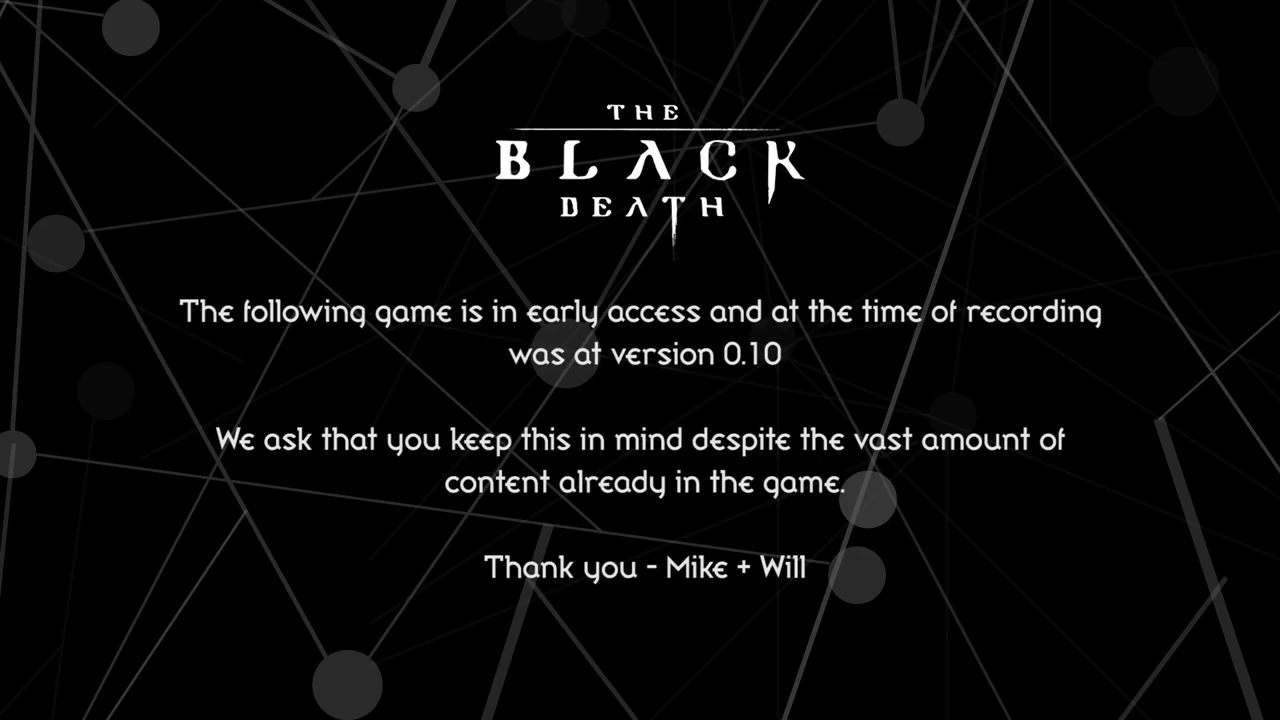 THE
BLACK
DEATH
The following game is in early access and at the time of recording
was at version 0.10
We ask that you keep this in mind despite the vast amount of
content already in the game.
Thank you - Mike + Will